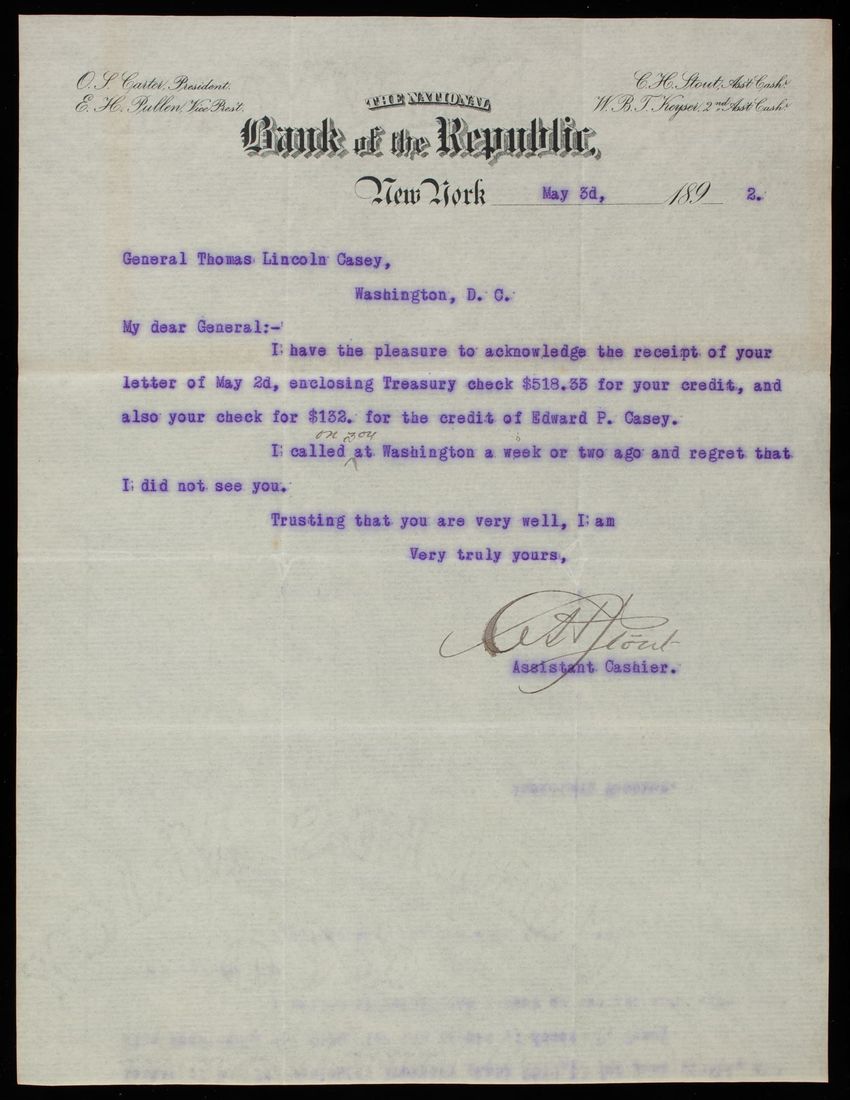 O. S. Carter, President.
E. H. Pullen, Vice Prest.
C. H. Stout, Asst Cashr.
W. B. T. Keyser, 2nd Asst Cashr.
THE NATIONAL
Bank of the Republic,
New York May 3d, 1892.
General Thomas Lincoln Casey,
Washington, D. C.
My dear General:-
I have the pleasure to acknowledge the receipt of your
letter of May 2d, enclosing Treasury check $518.33 for your credit, and
also your check for $132. for the credit of Edward P. Casey.
on you
I called at Washington a week or two ago and regret that
I did not see you.
Trusting that you are very well, I am
Very truly yours,
C H Stout
Assistant Cashier.